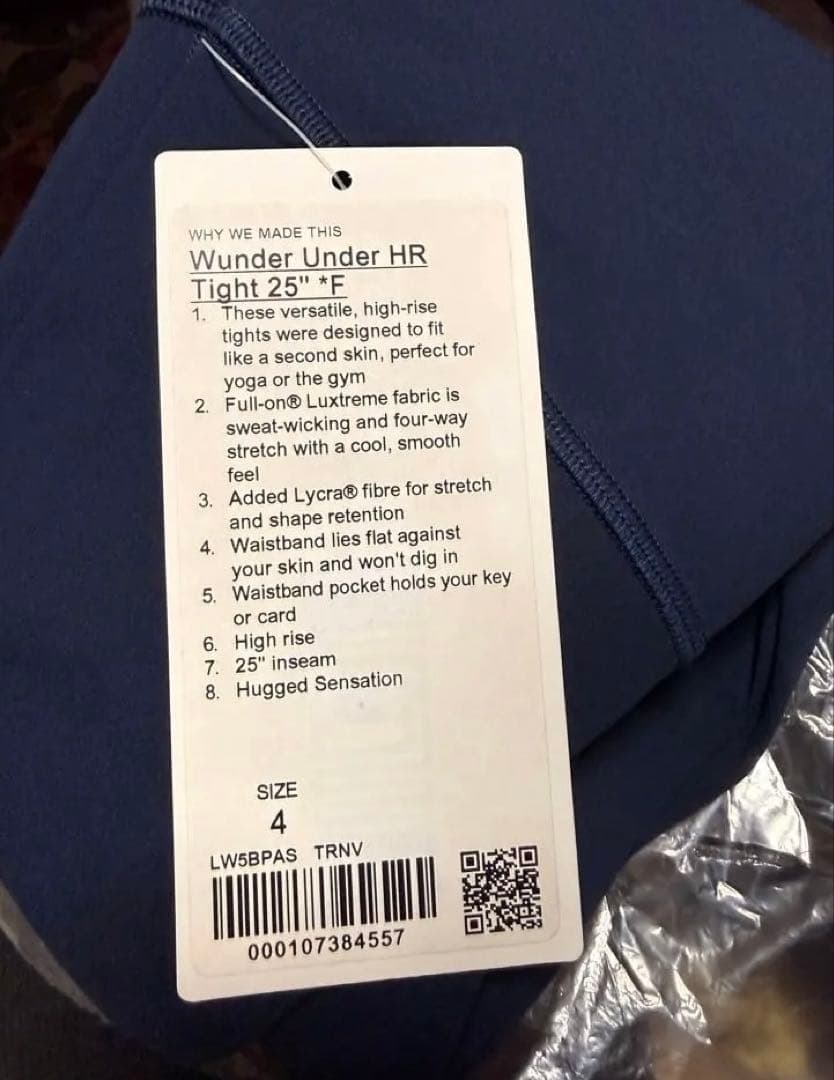 WHY WE MADE THIS
Wunder Under HR
Tight 25" *F
1. These versatile, high-rise
tights were designed to fit
like a second skin, perfect for
yoga or the gym
2. Full-on® Luxtreme fabric is
sweat-wicking and four-way
stretch with a cool, smooth
feel
3. Added Lycra® fibre for stretch
and shape retention
4. Waistband lies flat against
your skin and won't dig in
5. Waistband pocket holds your key
or card
6. High rise
7. 25" inseam
8. Hugged Sensation
SIZE
4
LW5BPAS TRNV
000107384557